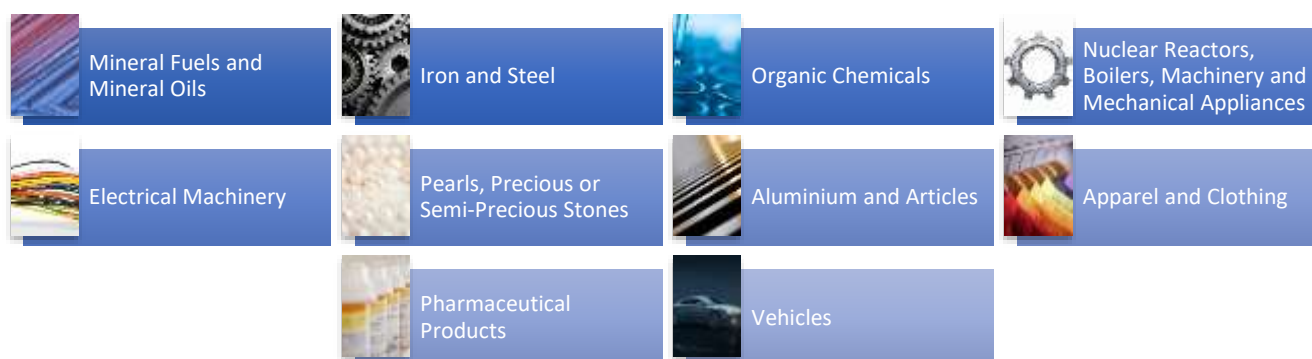 Mineral Fuels and
Mineral Oils
Iron and Steel
Organic Chemicals
Nuclear Reactors,
Boilers, Machinery and
Mechanical Appliances
Electrical Machinery
Pearls, Precious or
Semi-Precious Stones
Aluminium and Articles
Apparel and Clothing
Pharmaceutical
Products
Vehicles